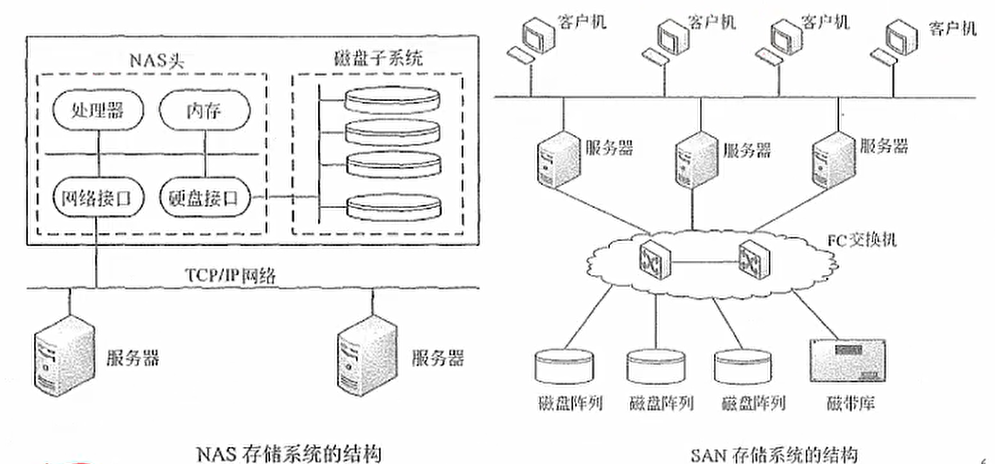 NAS头
磁盘子系统
处理器
内存
网络接口
硬盘接口
TCP/IP网络
服务器
服务器
NAS 存储系统的结构
客户机
客户机
客户机
客户机
服务器
服务器
服务器
FC交换机
磁盘阵列
磁盘阵列
磁盘阵列
磁带库
SAN 存储系统的结构